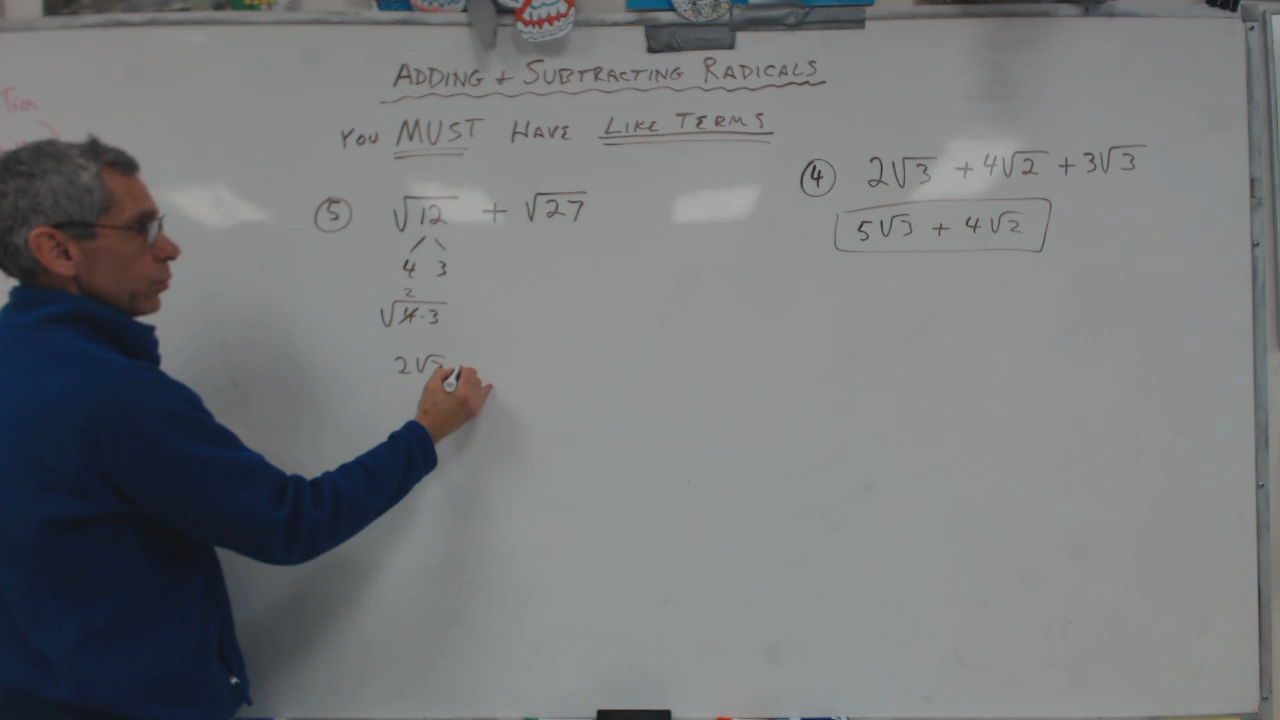 ADDING + SUBTRACTING RADICALS
YOU MUST HAVE LIKE TERMS
⑤ √12 + √27
4 3
2
√4·3
2√
④ 2√3 + 4√2 + 3√3
5√3 + 4√2